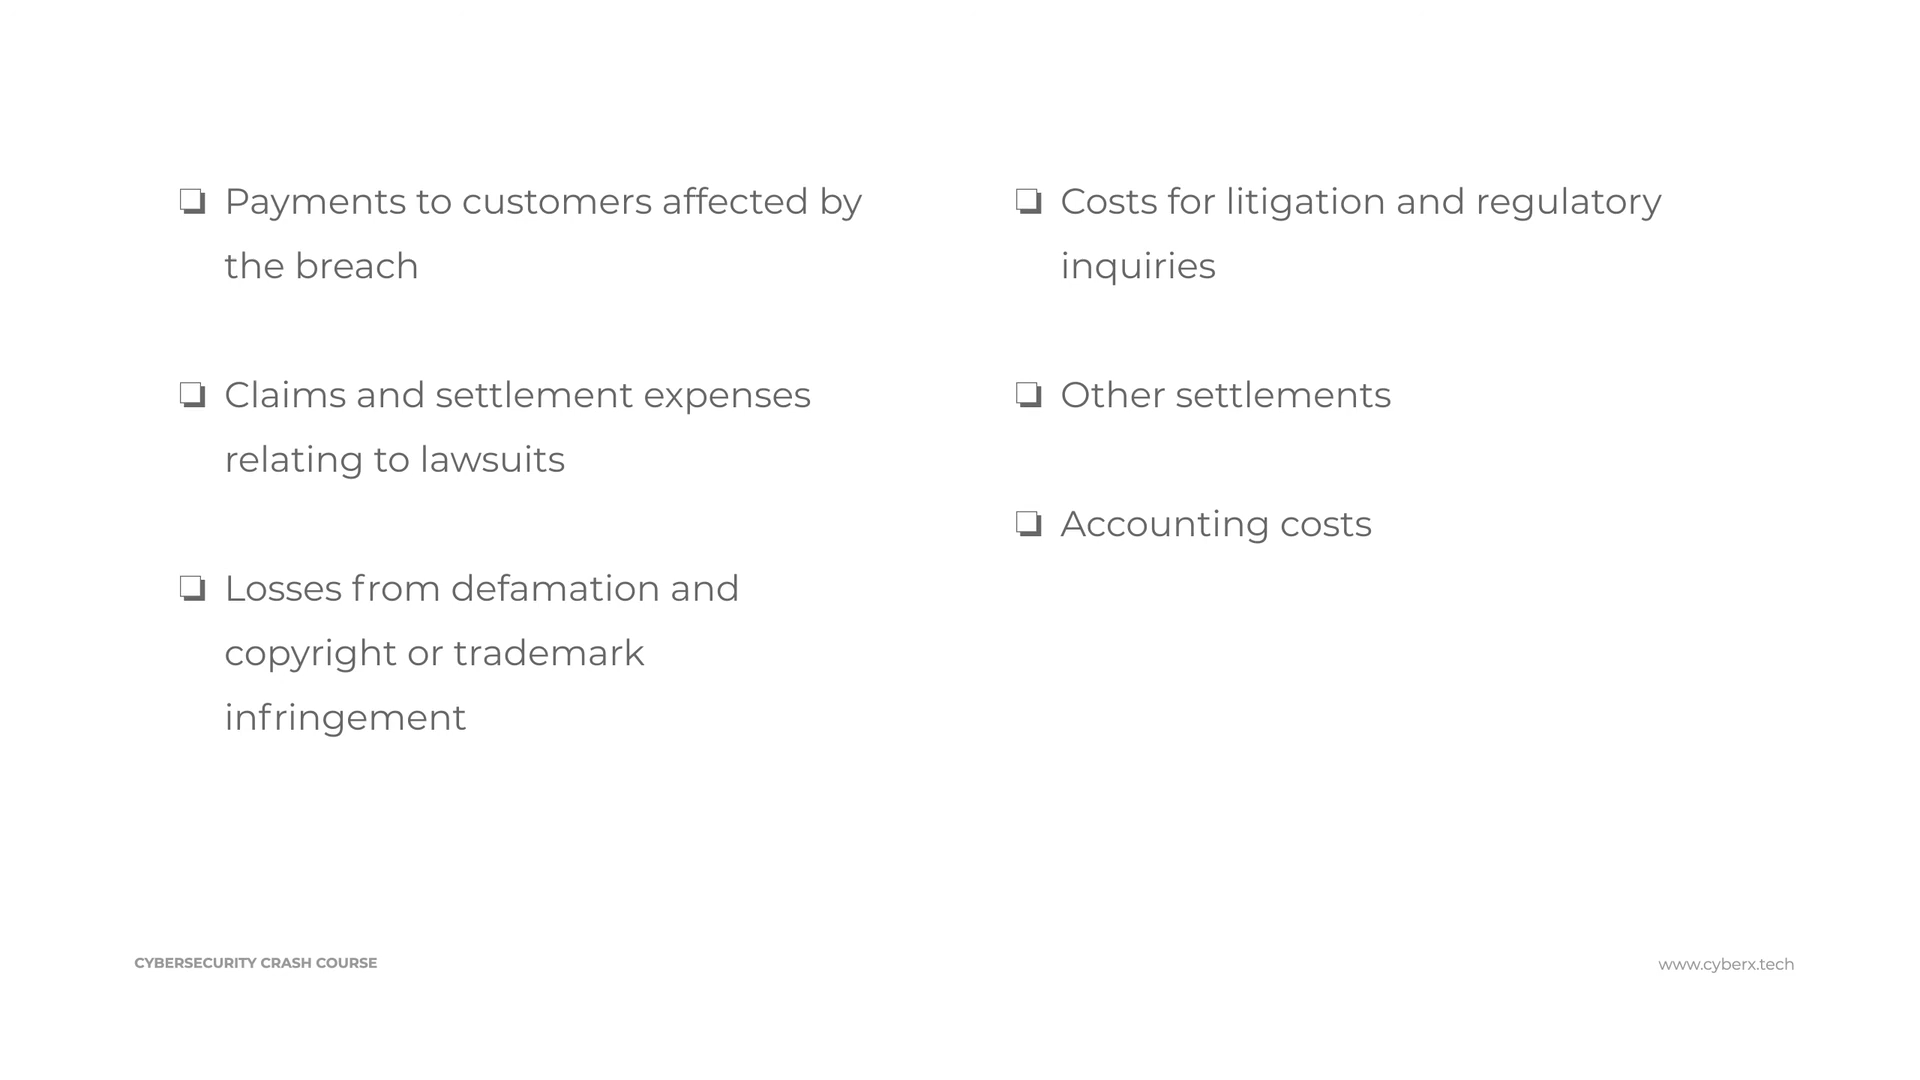 ❏ Payments to customers affected by
the breach
❏ Claims and settlement expenses
relating to lawsuits
❏ Losses from defamation and
copyright or trademark
infringement
❏ Costs for litigation and regulatory
inquiries
❏ Other settlements
❏ Accounting costs
CYBERSECURITY CRASH COURSE
www.cyberx.tech